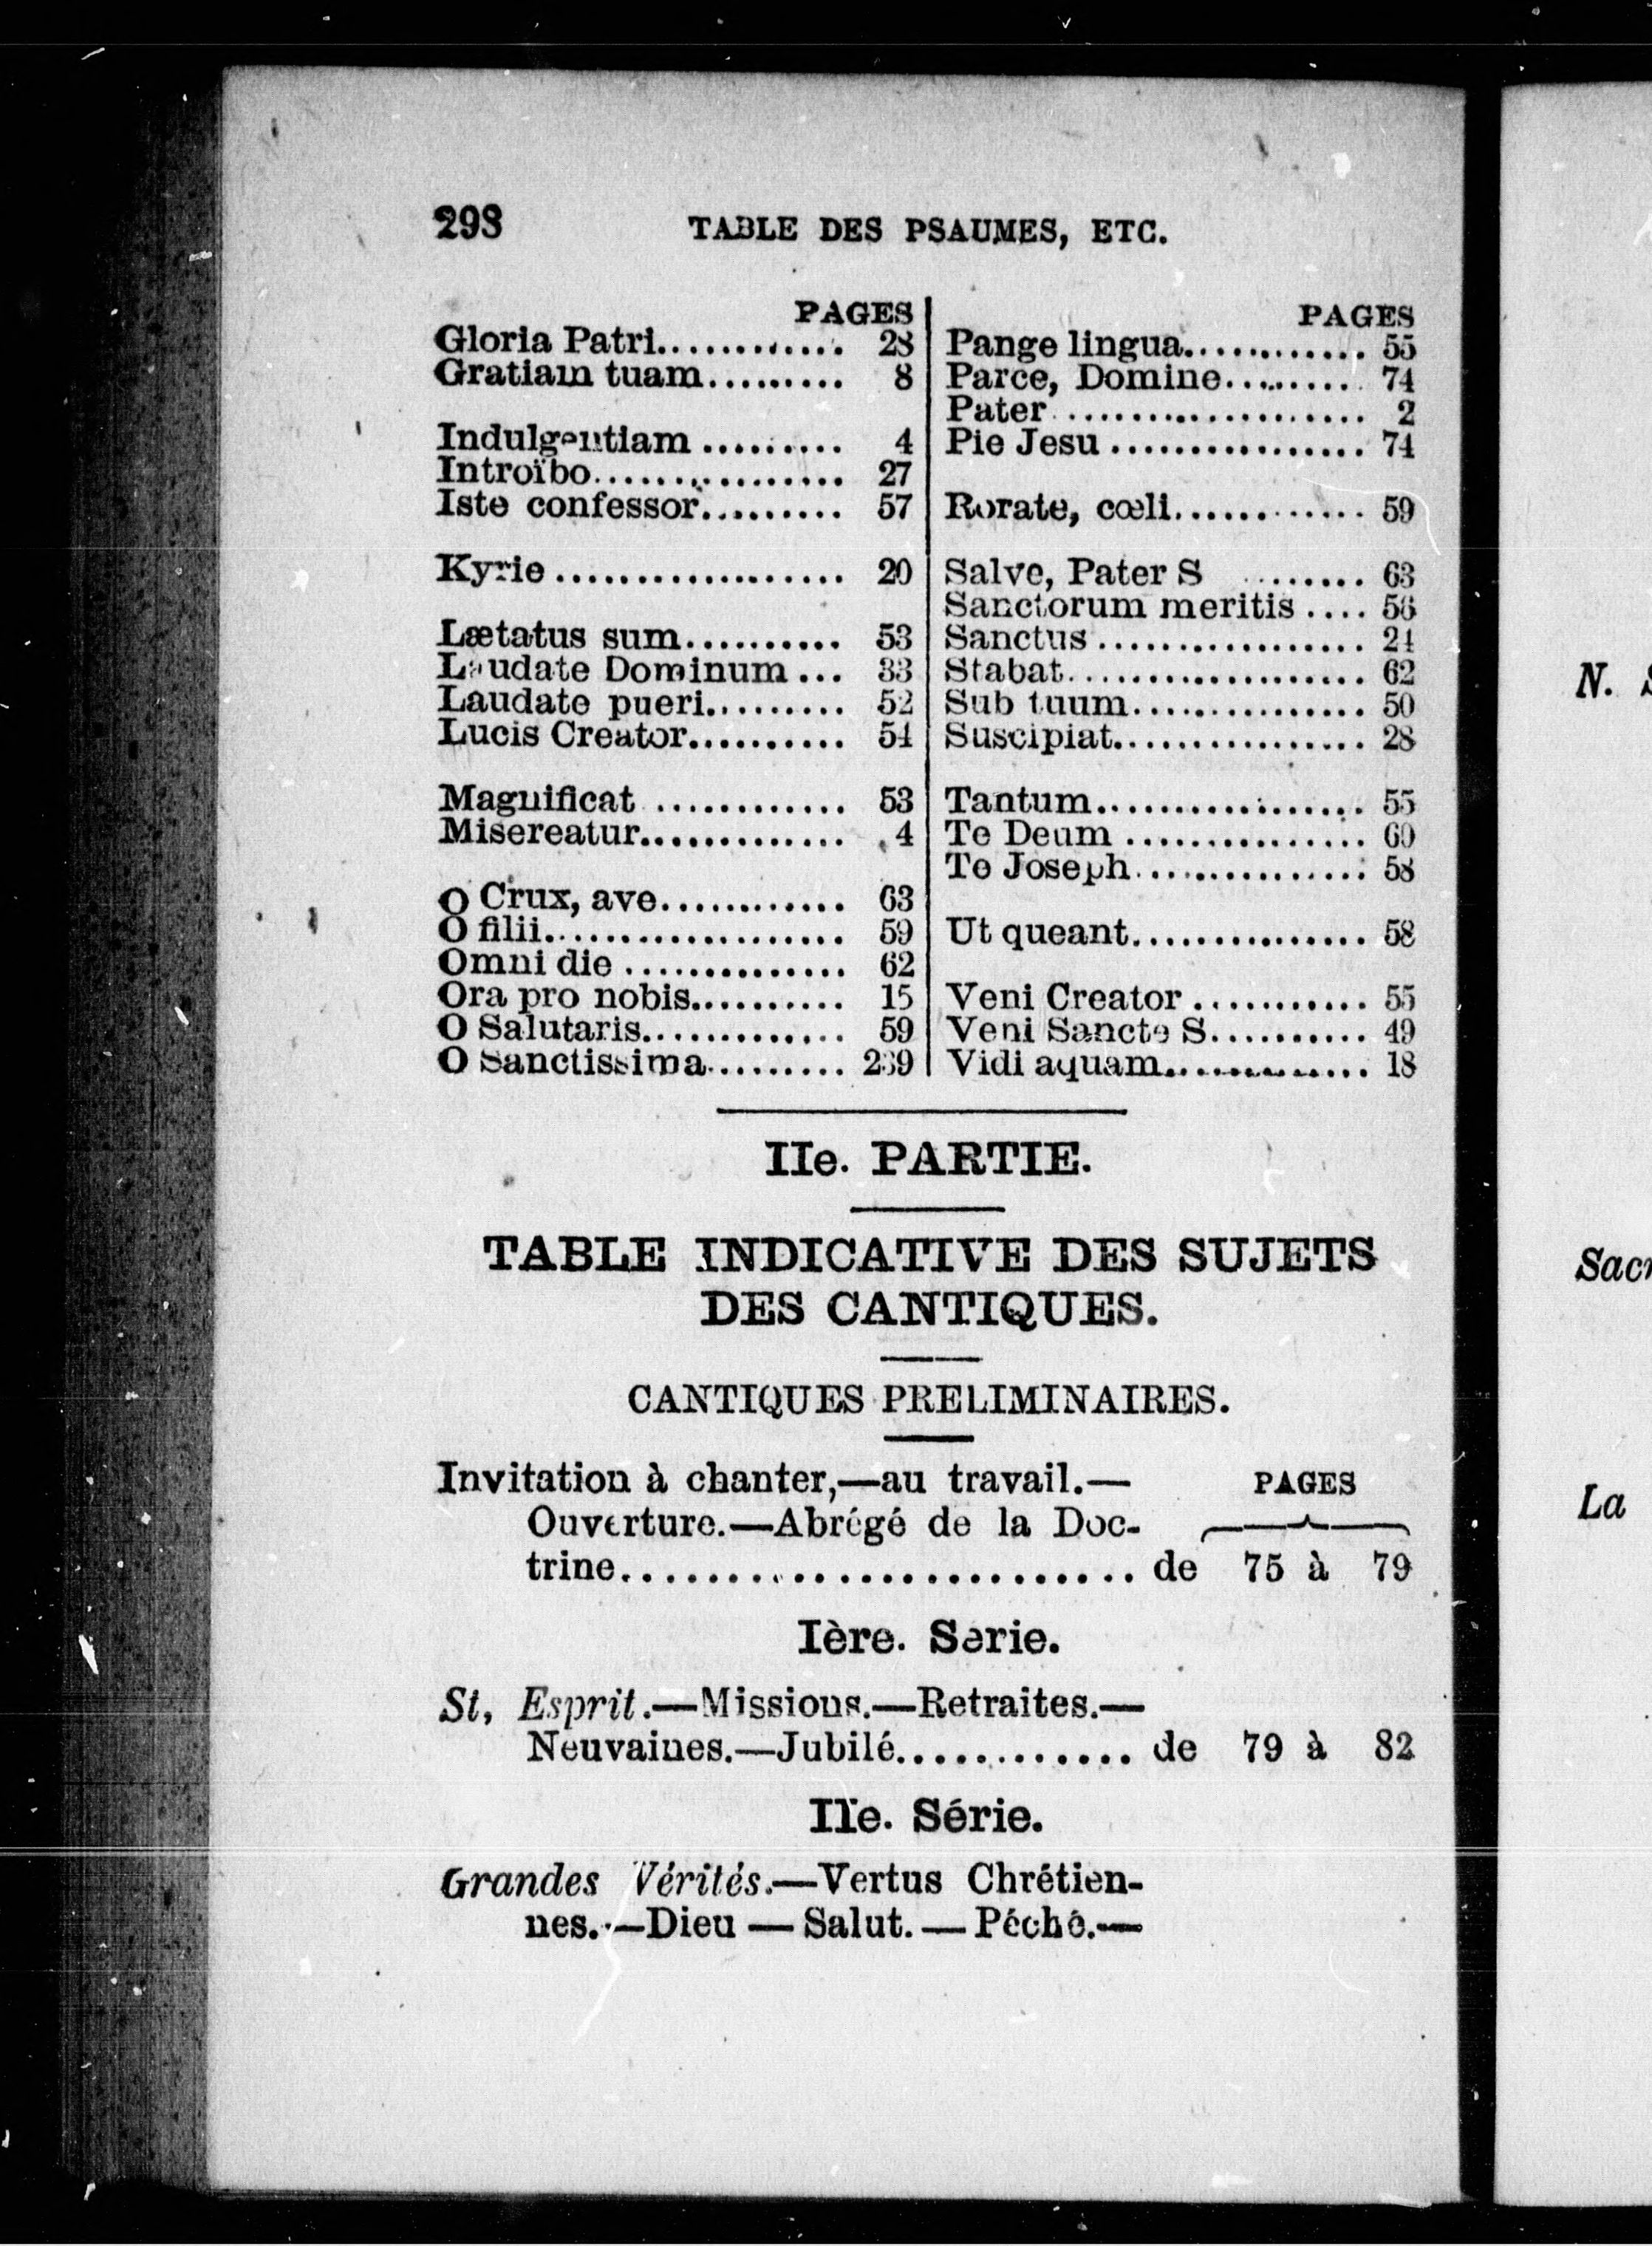 298 TABLE DES PSAUMES, ETC.
PAGES
Gloria Patri............ 28
Gratiam tuam......... 8
Indulgentiam ......... 4
Introïbo................ 27
Iste confessor......... 57
Kyrie .................. 20
Lætatus sum.......... 53
Laudate Dominum ... 33
Laudate pueri......... 52
Lucis Creator.......... 54
Magnificat ............ 53
Misereatur............. 4
O Crux, ave............ 63
O filii................... 59
Omni die .............. 62
Ora pro nobis.......... 15
O Salutaris............. 59
O Sanctissima......... 239
PAGES
Pange lingua............ 55
Parce, Domine......... 74
Pater .................... 2
Pie Jesu ................ 74
Rorate, cœli............ 59
Salve, Pater S ........ 63
Sanctorum meritis .... 56
Sanctus ................. 24
Stabat................... 62
Sub tuum............... 50
Suscipiat................ 28
Tantum................. 55
Te Deum ............... 60
Te Joseph............... 58
Ut queant............... 58
Veni Creator ........... 55
Veni Sancte S.......... 49
Vidi aquam............. 18
IIe. PARTIE.
TABLE INDICATIVE DES SUJETS
DES CANTIQUES.
CANTIQUES PRELIMINAIRES.
Invitation à chanter,—au travail.— PAGES
Ouverture.—Abrégé de la Doc-
trine........................ de 75 à 79
Ière. Serie.
St, Esprit.—Missions.—Retraites.—
Neuvaines.—Jubilé............ de 79 à 82
IIe. Série.
Grandes Vérités.—Vertus Chrétien-
nes.—Dieu — Salut. — Péché.—
N.
Sacr
La